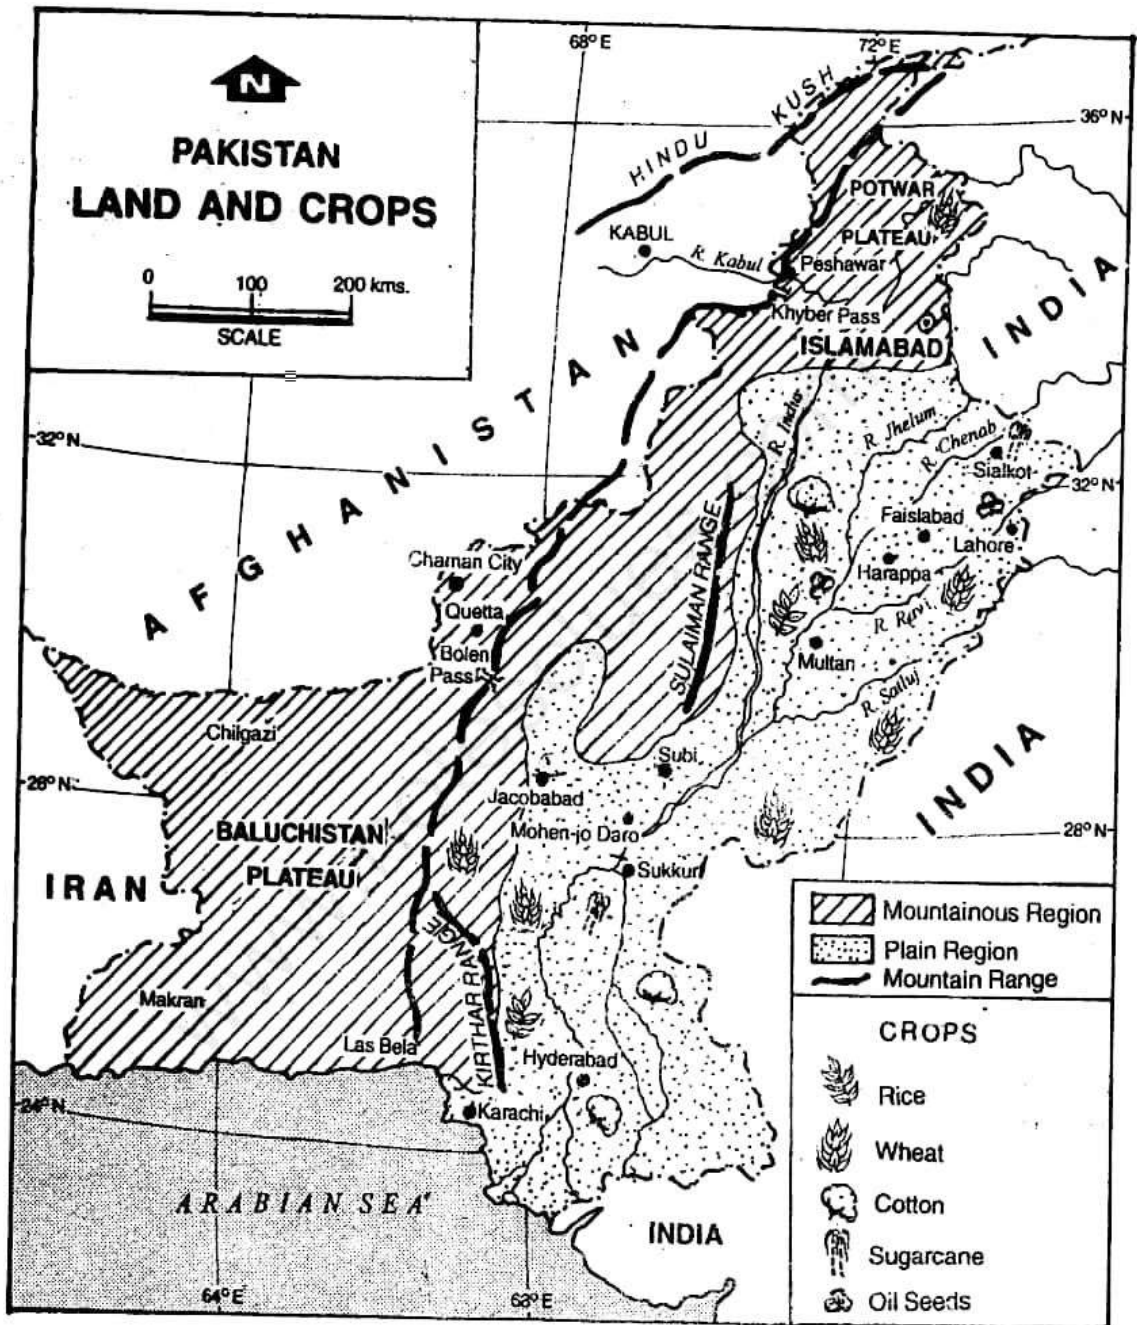 68° E
72° E
N
PAKISTAN
LAND AND CROPS
0 100 200 kms.
SCALE
HINDU KUSH
36° N
POTWAR
PLATEAU
KABUL
R. Kabul
Peshawar
Khyber Pass
ISLAMABAD
INDIA
AFGHANISTAN
32° N
R. Indus
R. Jhelum
R. Chenab
Sialkot
32° N
Faislabad
Lahore
Harappa
Chaman City
Quetta
Bolen
Pass
SULAIMAN RANGE
R. Ravi
Multan
R. Satluj
Chilgazi
Subi
INDIA
28° N
Jacobabad
Mohen-jo Daro
28° N
BALUCHISTAN
PLATEAU
Sukkur
IRAN
Mountainous Region
Plain Region
Mountain Range
KIRTHAR RANGE
Makran
Las Bela
Hyderabad
CROPS
Rice
24° N
Karachi
Wheat
ARABIAN SEA
Cotton
INDIA
Sugarcane
64° E
68° E
Oil Seeds